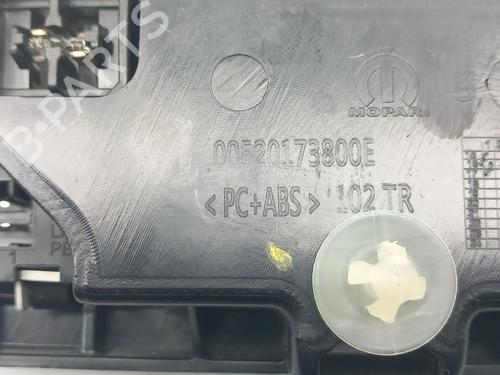 B-PARTS
MOPAR
00520173800E
<PC+ABS> 102 TR